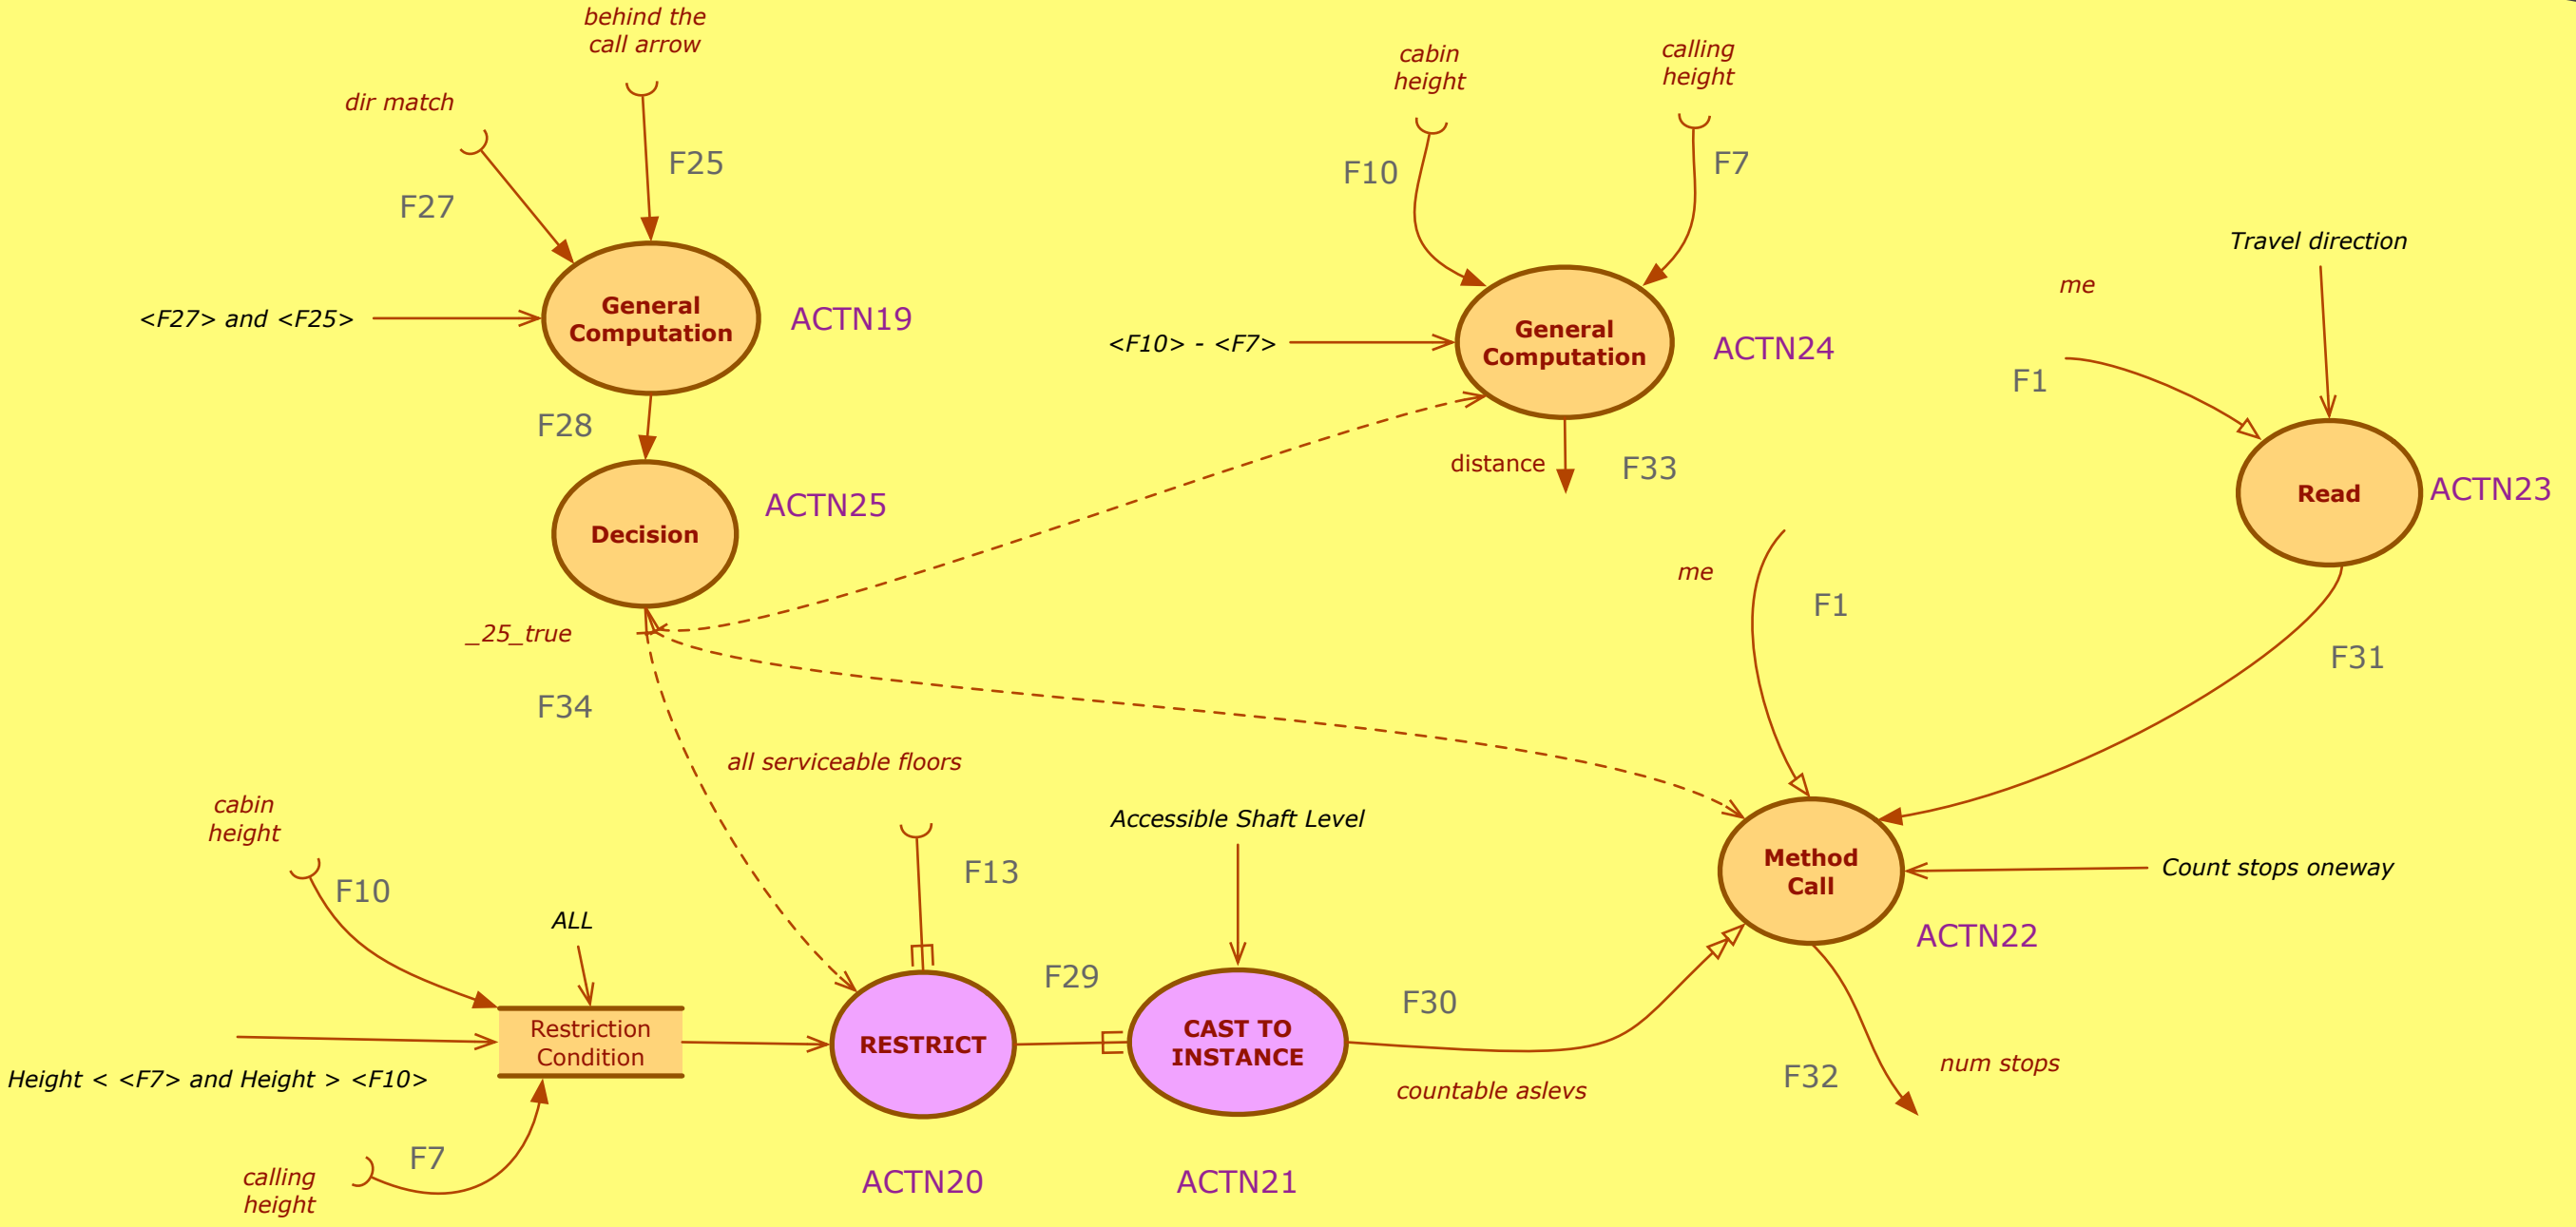 behind the
call arrow
dir match
F25
F27
<F27> and <F25>
General
Computation
ACTN19
F28
Decision
ACTN25
_25_true
F34
cabin
height
calling
height
F10
F7
<F10> - <F7>
General
Computation
ACTN24
distance
F33
Travel direction
me
F1
Read
ACTN23
me
F1
F31
Method
Call
Count stops oneway
ACTN22
F32
num stops
all serviceable floors
F13
Accessible Shaft Level
cabin
height
F10
ALL
Restriction
Condition
Height < <F7> and Height > <F10>
F7
calling
height
RESTRICT
ACTN20
F29
CAST TO
INSTANCE
ACTN21
F30
countable aslevs